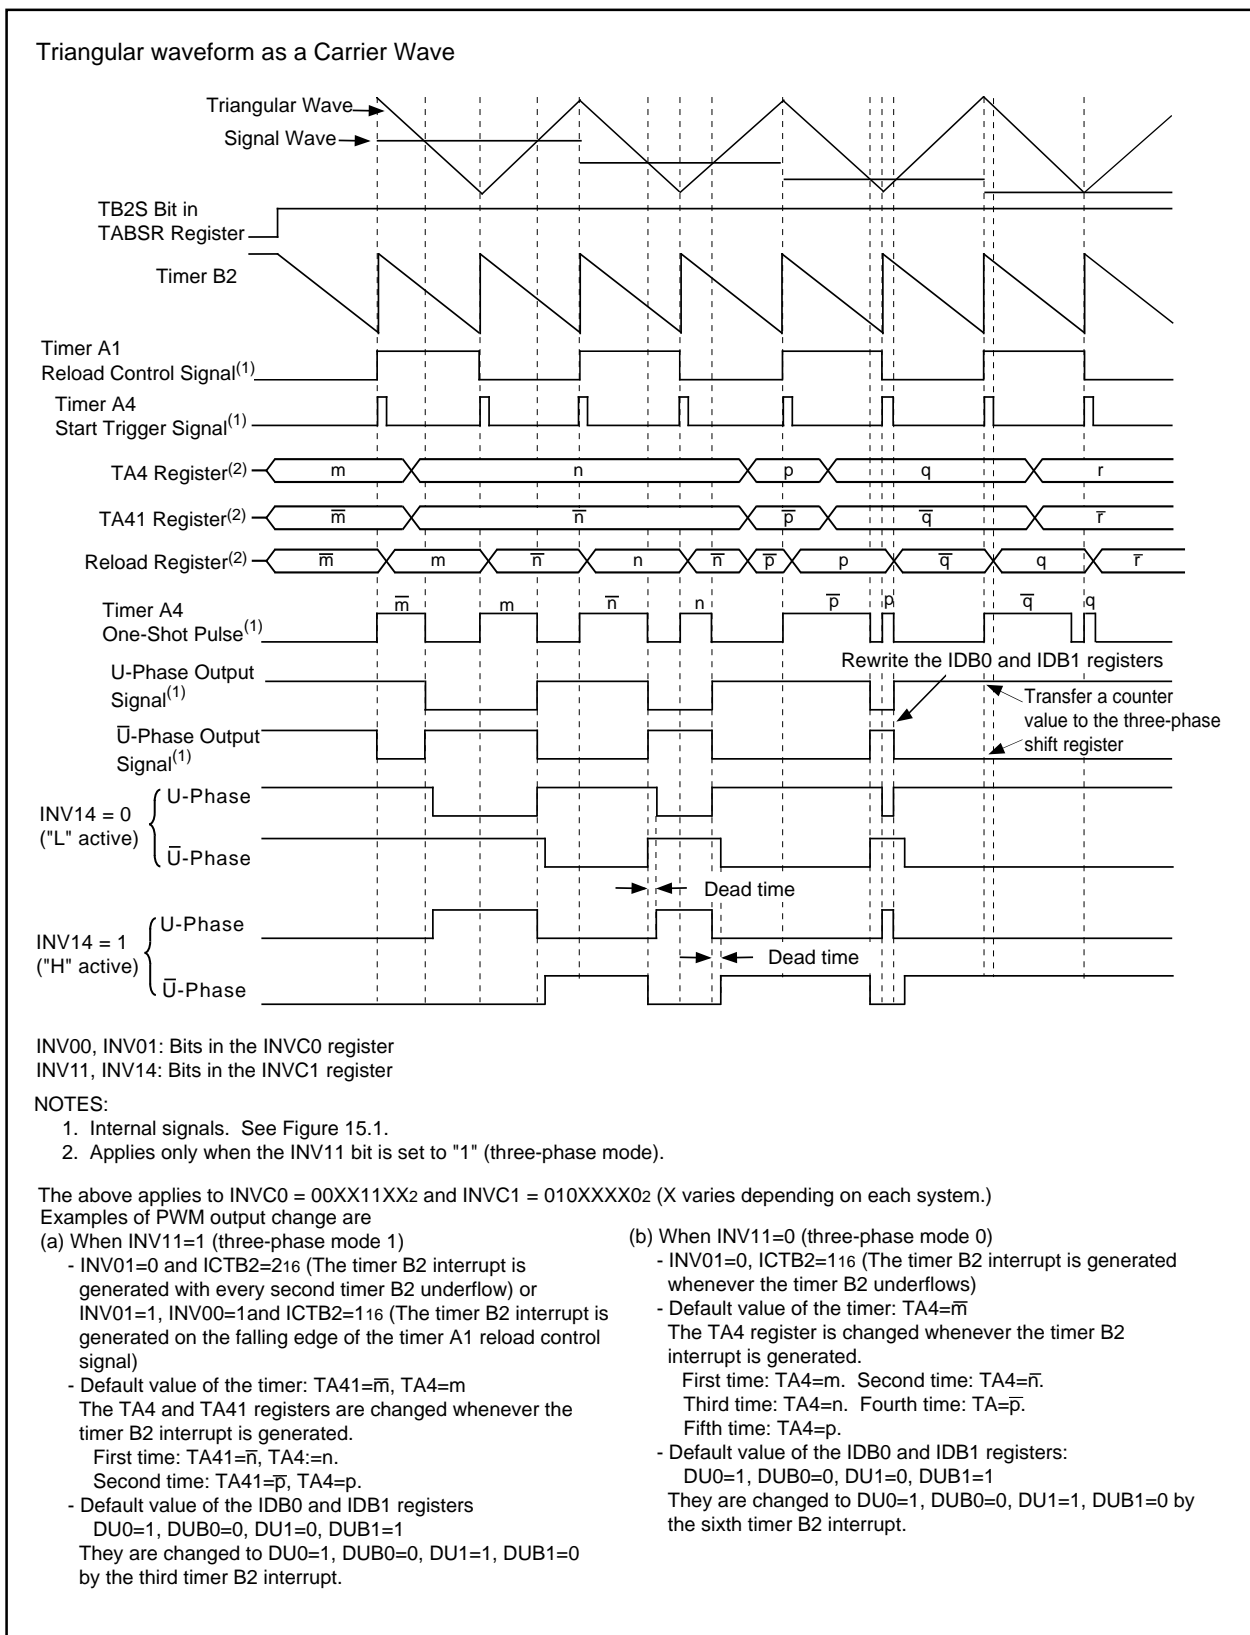 Triangular waveform as a Carrier Wave
Triangular Wave
Signal Wave
TB2S Bit in
TABSR Register
Timer B2
Timer A1
Reload Control Signal(1)
Timer A4
Start Trigger Signal(1)
TA4 Register(2) m n p q r
TA41 Register(2) m̅ n̅ p̅ q̅ r̅
Reload Register(2) m̅ m n̅ n n̅ p̅ p q̅ q r̅
Timer A4
One-Shot Pulse(1)
m̅ m n̅ n p̅ p q̅ q
Rewrite the IDB0 and IDB1 registers
U-Phase Output
Signal(1)
Transfer a counter
value to the three-phase
shift register
U̅-Phase Output
Signal(1)
INV14 = 0
("L" active)
U-Phase
U̅-Phase
Dead time
INV14 = 1
("H" active)
U-Phase
U̅-Phase
Dead time
INV00, INV01: Bits in the INVC0 register
INV11, INV14: Bits in the INVC1 register
NOTES:
1. Internal signals. See Figure 15.1.
2. Applies only when the INV11 bit is set to "1" (three-phase mode).
The above applies to INVC0 = 00XX11XX2 and INVC1 = 010XXXX02 (X varies depending on each system.)
Examples of PWM output change are
(a) When INV11=1 (three-phase mode 1)
- INV01=0 and ICTB2=216 (The timer B2 interrupt is
generated with every second timer B2 underflow) or
INV01=1, INV00=1and ICTB2=116 (The timer B2 interrupt is
generated on the falling edge of the timer A1 reload control
signal)
- Default value of the timer: TA41=m̅, TA4=m
The TA4 and TA41 registers are changed whenever the
timer B2 interrupt is generated.
First time: TA41=n̅, TA4:=n.
Second time: TA41=p̅, TA4=p.
- Default value of the IDB0 and IDB1 registers
DU0=1, DUB0=0, DU1=0, DUB1=1
They are changed to DU0=1, DUB0=0, DU1=1, DUB1=0
by the third timer B2 interrupt.
(b) When INV11=0 (three-phase mode 0)
- INV01=0, ICTB2=116 (The timer B2 interrupt is generated
whenever the timer B2 underflows)
- Default value of the timer: TA4=m̅
The TA4 register is changed whenever the timer B2
interrupt is generated.
First time: TA4=m. Second time: TA4=n̅.
Third time: TA4=n. Fourth time: TA=p̅.
Fifth time: TA4=p.
- Default value of the IDB0 and IDB1 registers:
DU0=1, DUB0=0, DU1=0, DUB1=1
They are changed to DU0=1, DUB0=0, DU1=1, DUB1=0 by
the sixth timer B2 interrupt.